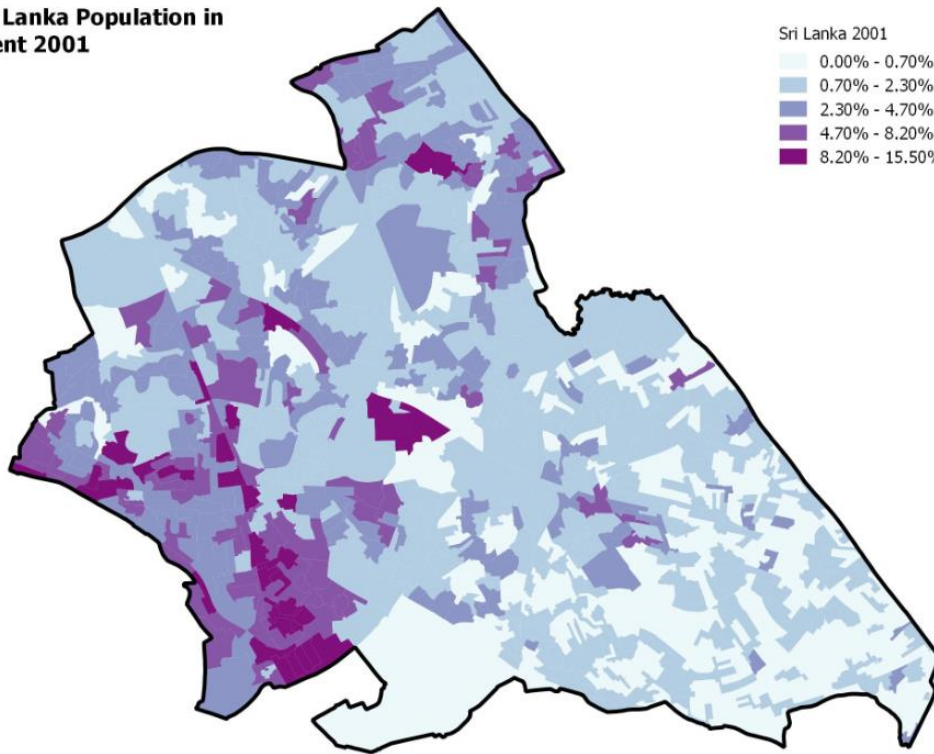 Lanka Population in
ent 2001
Sri Lanka 2001
0.00% - 0.70%
0.70% - 2.30%
2.30% - 4.70%
4.70% - 8.20%
8.20% - 15.50%